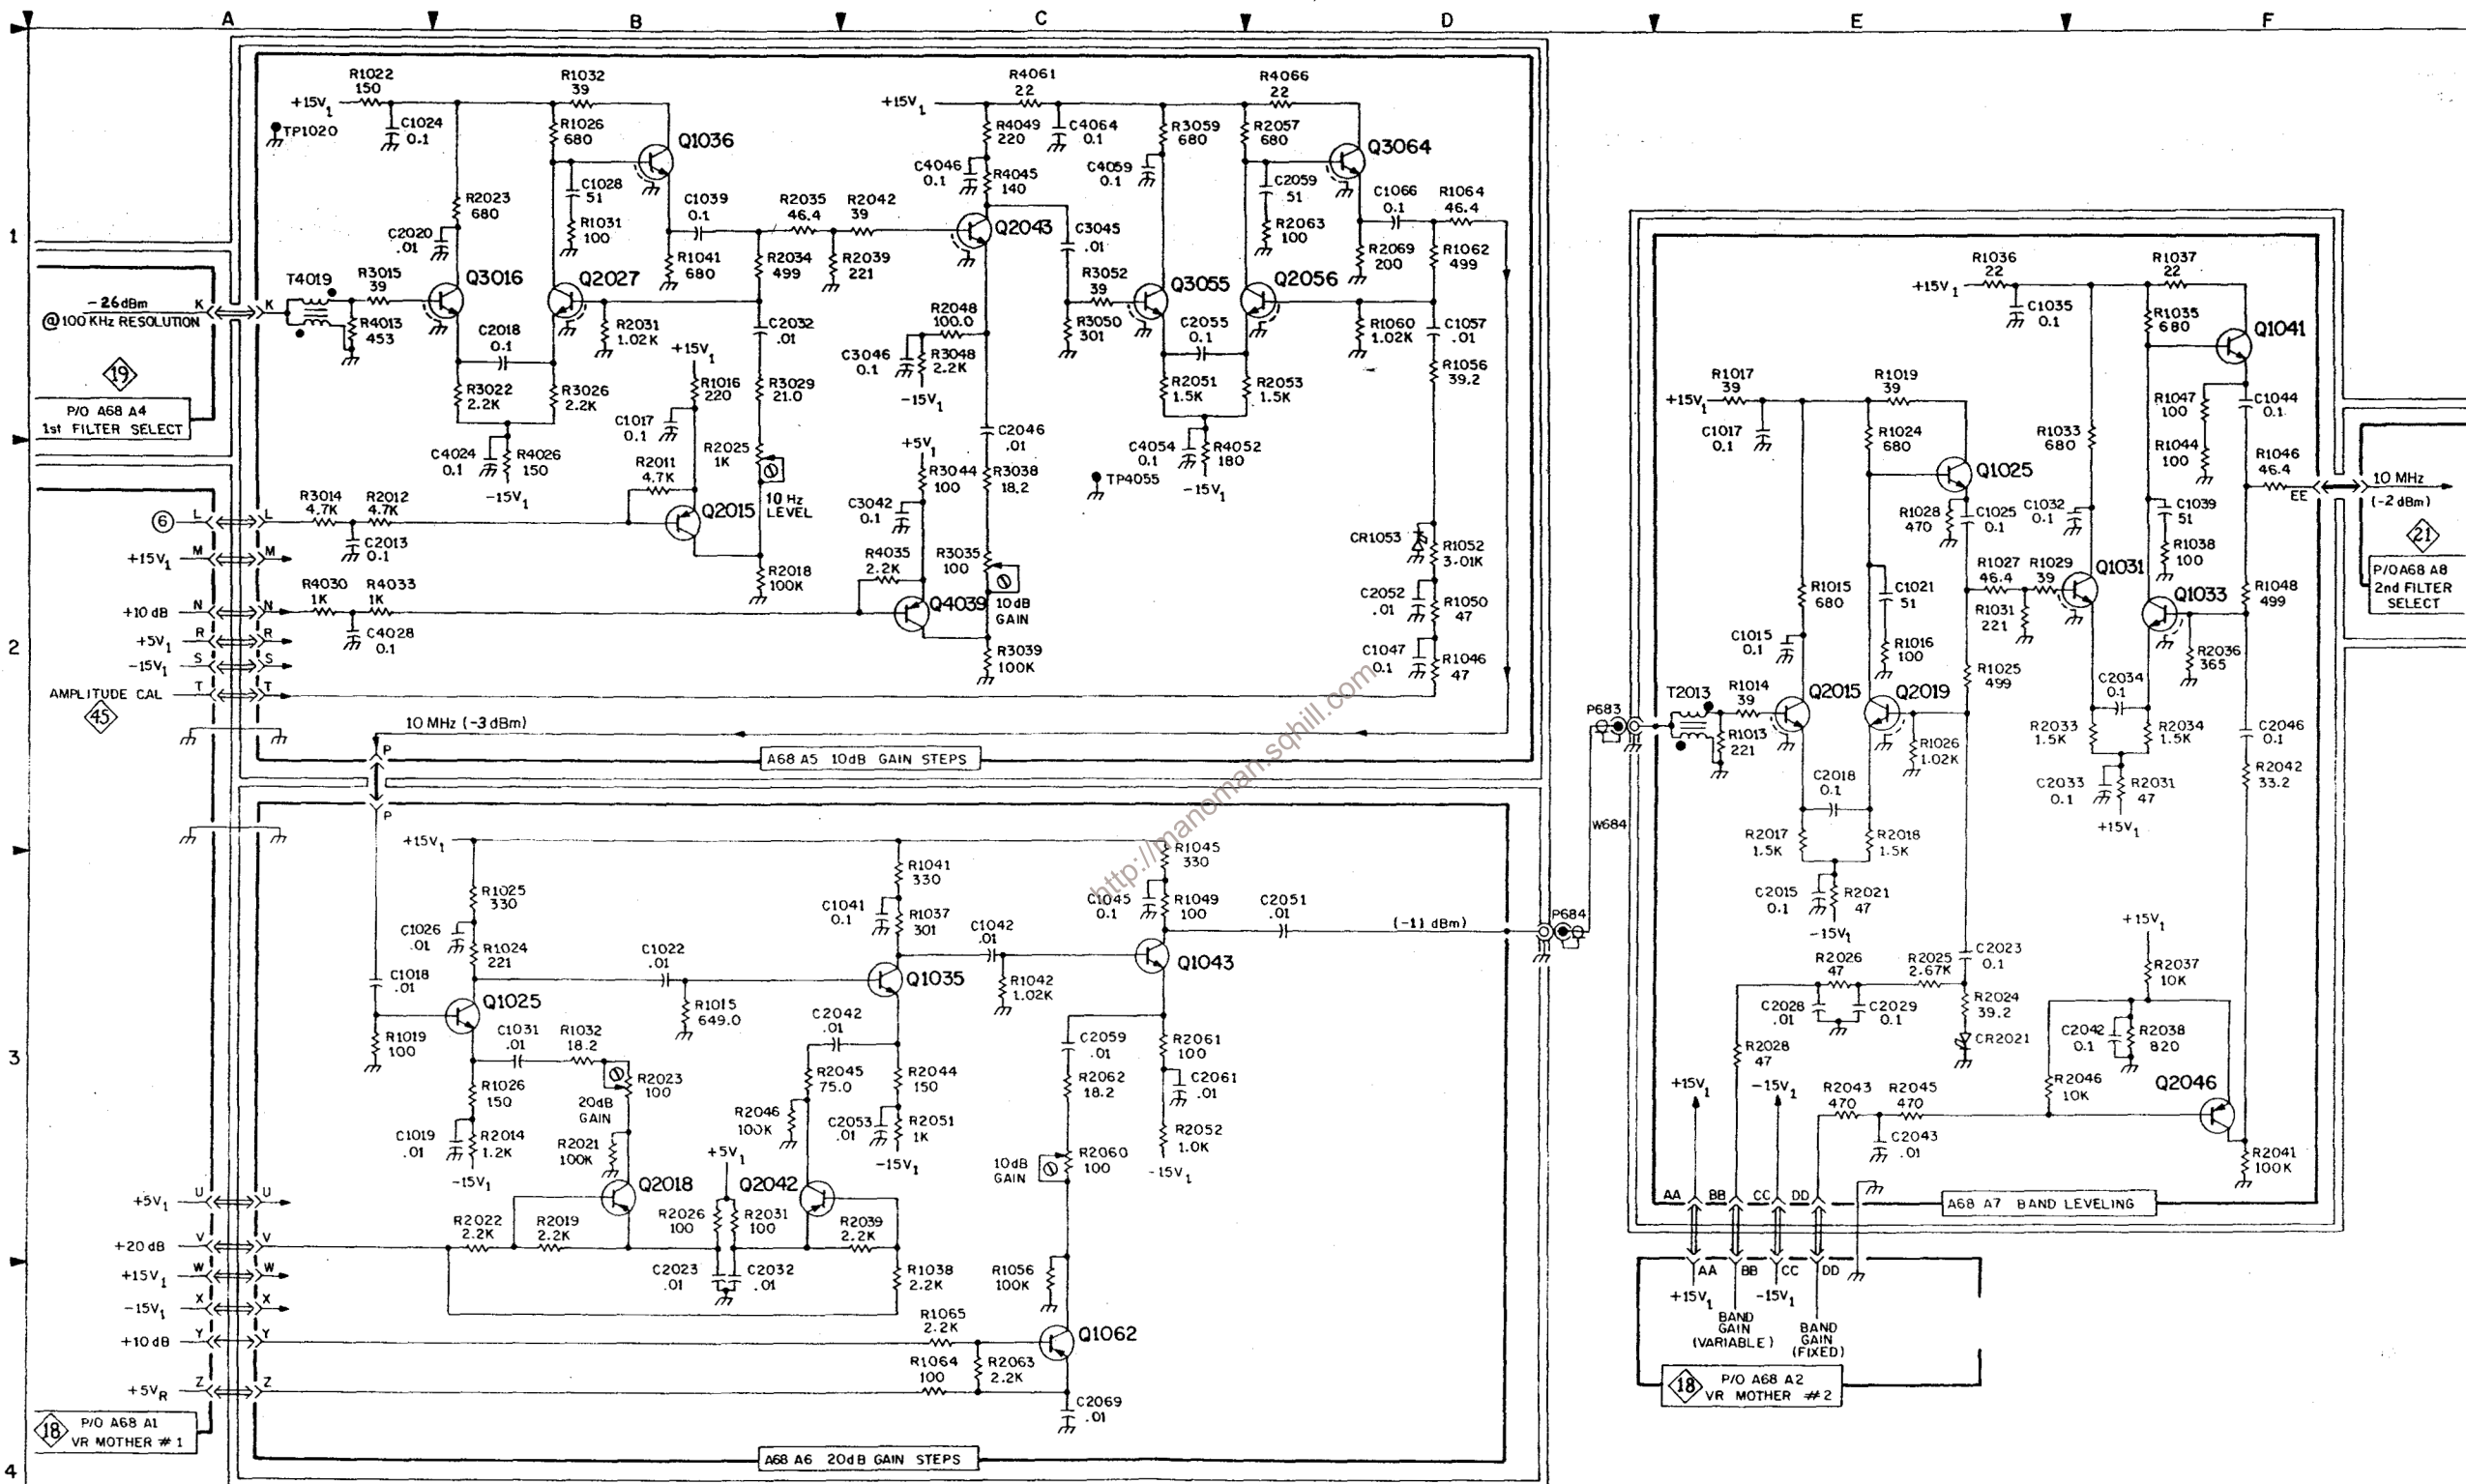 A B C D E F
1
2
3
4
R1022
150
+15V1
TP1020
C1024
0.1
R1032
39
R1026
680
Q1036
C1028
51
R1031
100
R2023
680
C2020
.01
C1039
0.1
R2035
46.4
R2042
39
R1041
680
R2034
499
R2039
221
T4019
R3015
39
Q3016
Q2027
-26dBm
@100 KHz RESOLUTION
K K
R4013
453
C2018
0.1
R2031
1.02K
C2032
.01
19
P/O A68 A4
1st FILTER SELECT
R3022
2.2K
R3026
2.2K
+15V1
R1016
220
R3029
21.0
C1017
0.1
C4024
0.1
R4026
150
-15V1
R2011
4.7K
R2025
1K
10 Hz
LEVEL
Q2015
R2018
100K
R4061
22
+15V1
R4049
220
C4064
0.1
C4046
0.1
R4045
140
Q2043
R3059
680
C4059
0.1
R4066
22
R2057
680
Q3064
C2059
51
R2063
100
C1066
0.1
R1064
46.4
C3045
.01
R3052
39
R2069
200
R1062
499
Q3055
Q2056
R2048
100.0
R3050
301
C2055
0.1
R1060
1.02K
C1057
.01
C3046
0.1
R3048
2.2K
-15V1
R2051
1.5K
R2053
1.5K
R1056
39.2
C2046
.01
C4054
0.1
R4052
180
-15V1
+5V1
R3044
100
R3038
18.2
TP4055
C3042
0.1
R4035
2.2K
R3035
100
10dB
GAIN
Q4039
R3039
100K
CR1053
R1052
3.01K
C2052
.01
R1050
47
C1047
0.1
R1046
47
6
L L
R3014
4.7K
R2012
4.7K
C2013
0.1
+15V1 M M
R4030
1K
R4033
1K
+10 dB N N
C4028
0.1
+5V1 R R
-15V1 S S
AMPLITUDE CAL T T
45
10 MHz (-3 dBm)
P
A68 A5 10dB GAIN STEPS
P
http://manoman.sqhill.com
+15V1
R1025
330
C1026
.01
R1024
221
C1018
.01
Q1025
R1019
100
C1031
.01
R1032
18.2
R1026
150
R2023
100
20dB
GAIN
C1019
.01
R2014
1.2K
-15V1
R2021
100K
Q2018
C1022
.01
R1015
649.0
R1041
330
C1041
0.1
R1037
301
C1042
.01
Q1035
R1042
1.02K
C2042
.01
R2045
75.0
R2044
150
R2046
100K
C2053
.01
R2051
1K
-15V1
+5V1
Q2042
R2026
100
R2031
100
R2039
2.2K
R2022
2.2K
R2019
2.2K
C2023
.01
C2032
.01
R1038
2.2K
R1045
330
C1045
0.1
R1049
100
C2051
.01
(-11 dBm)
P684
Q1043
C2059
.01
R2061
100
R2062
18.2
C2061
.01
R2052
1.0K
-15V1
R2060
100
10dB
GAIN
R1056
100K
R1065
2.2K
Q1062
R1064
100
R2063
2.2K
C2069
.01
+5V1 U U
+20 dB V V
+15V1 W W
-15V1 X X
+10 dB Y Y
+5VR Z Z
18
P/O A68 A1
VR MOTHER #1
A68 A6 20dB GAIN STEPS
P683
W684
T2013
R1014
39
R1013
221
Q2015
Q2019
R1017
39
+15V1
C1017
0.1
R1019
39
R1024
680
Q1025
R1028
470
C1025
0.1
R1027
46.4
R1029
39
R1031
221
R1015
680
C1015
0.1
C1021
51
R1016
100
R1025
499
R1026
1.02K
C2018
0.1
R2017
1.5K
R2018
1.5K
C2015
0.1
R2021
47
-15V1
R1036
22
+15V1
C1035
0.1
R1037
22
R1035
680
Q1041
R1047
100
C1044
0.1
R1033
680
R1044
100
R1046
46.4
EE
10 MHz
(-2 dBm)
21
P/O A68 A8
2nd FILTER
SELECT
C1032
0.1
C1039
51
R1038
100
Q1031
Q1033
R1048
499
R2036
365
C2034
0.1
R2033
1.5K
R2034
1.5K
C2046
0.1
C2033
0.1
R2031
47
+15V1
R2042
33.2
R2026
47
R2025
2.67K
C2023
0.1
C2028
.01
C2029
0.1
R2024
39.2
CR2021
R2028
47
+15V1
-15V1
R2043
470
R2045
470
C2043
.01
+15V1
R2037
10K
C2042
0.1
R2038
820
R2046
10K
Q2046
R2041
100K
AA BB CC DD
A68 A7 BAND LEVELING
AA BB CC DD
+15V1
-15V1
BAND
GAIN
(VARIABLE)
BAND
GAIN
(FIXED)
18
P/O A68 A2
VR MOTHER #2